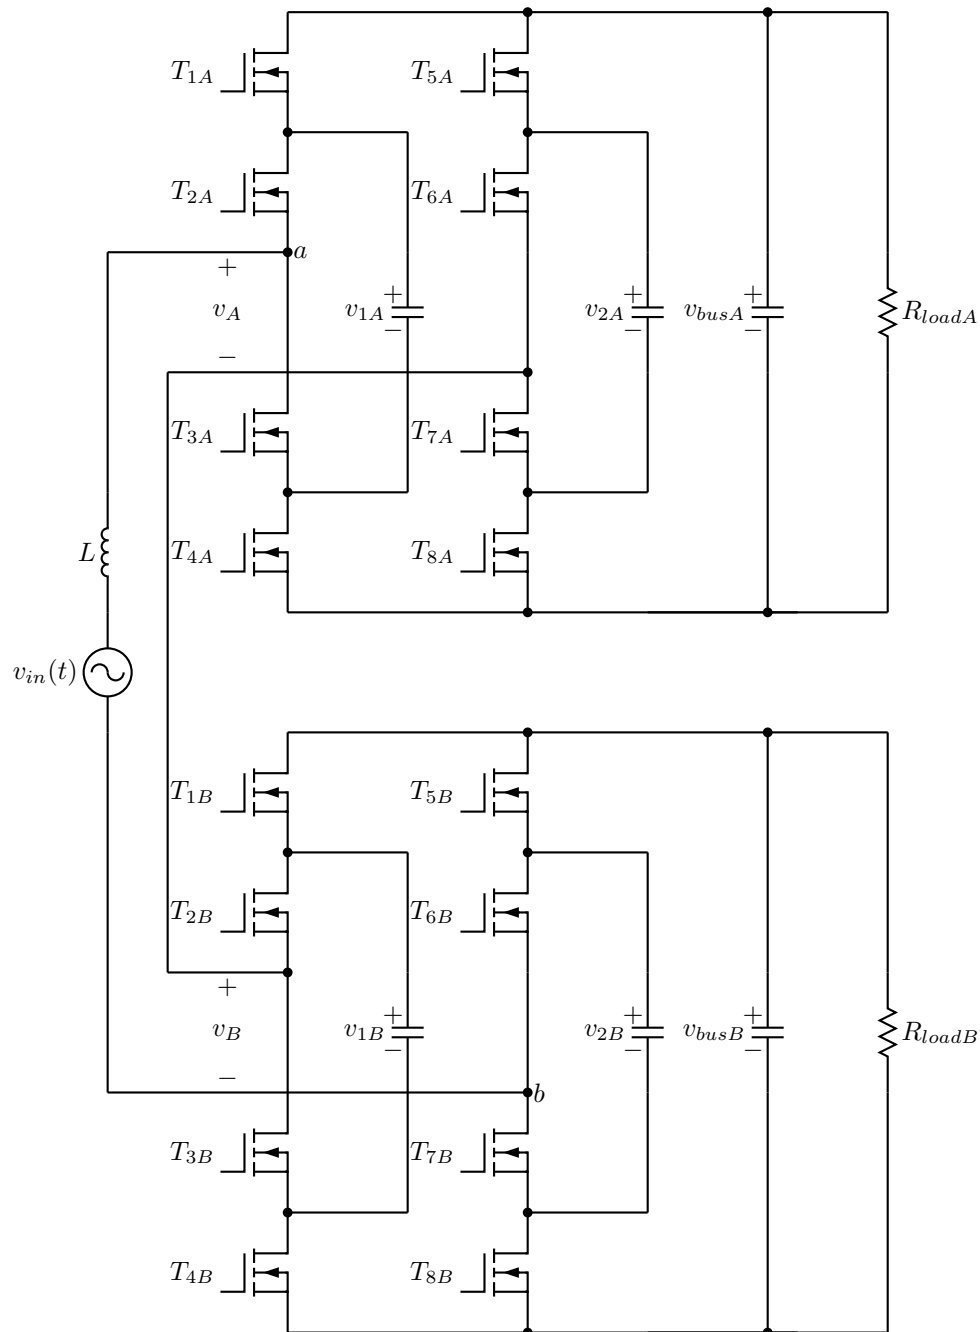 T1A
T5A
T2A
T6A
a
+
vA
−
+
v1A
−
+
v2A
−
+
vbusA
−
RloadA
T3A
T7A
L
T4A
T8A
vin(t)
T1B
T5B
T2B
T6B
+
vB
−
+
v1B
−
+
v2B
−
+
vbusB
−
RloadB
b
T3B
T7B
T4B
T8B